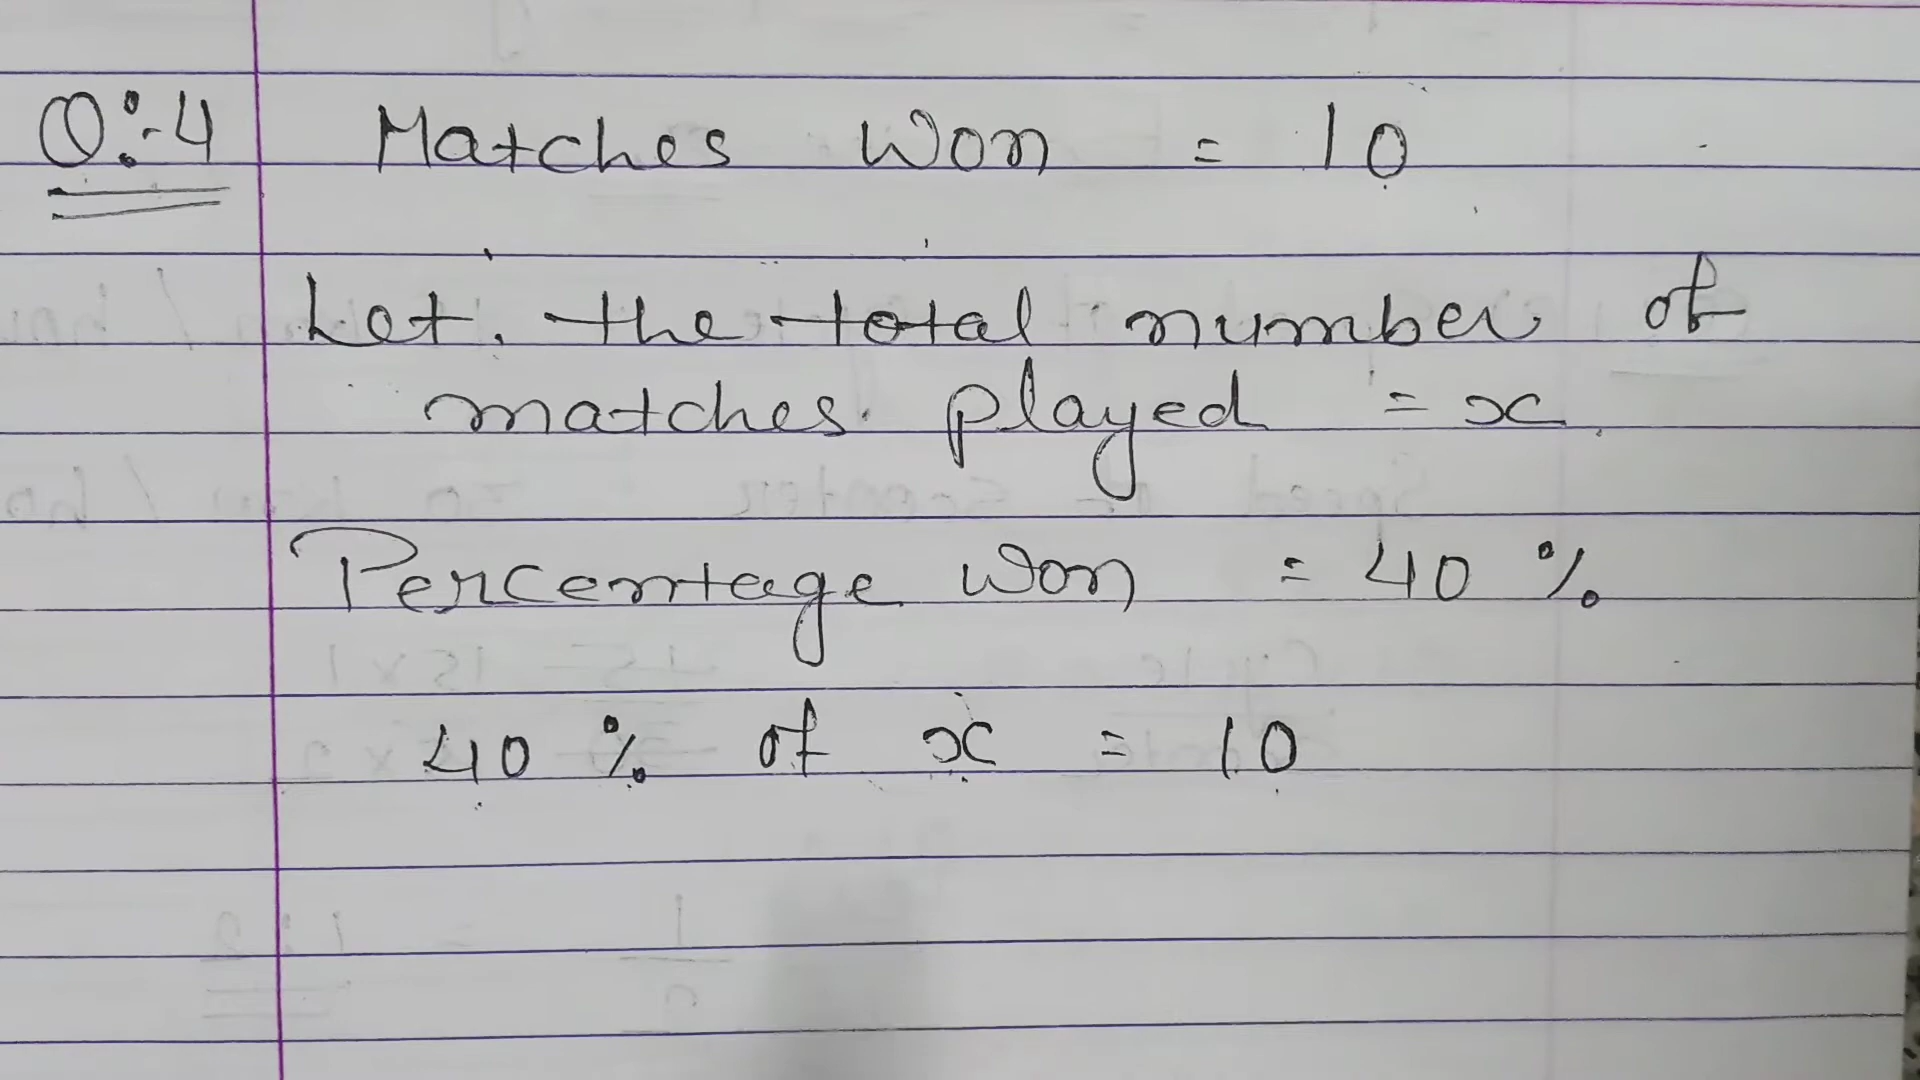 Q:-4 Matches Won = 10
Let. the total number of
matches played = x
Percentage Won = 40 %
40 % of x = 10